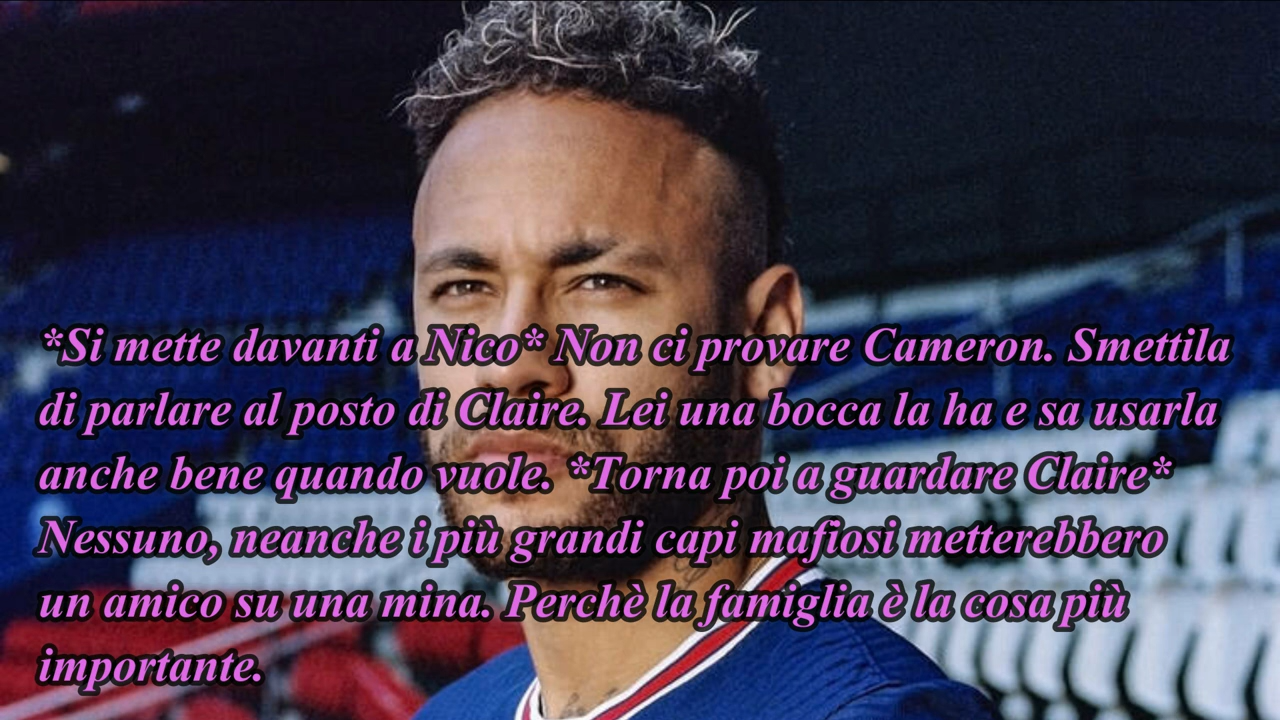 *Si mette davanti a Nico* Non ci provare Cameron. Smettila
di parlare al posto di Claire. Lei una bocca la ha e sa usarla
anche bene quando vuole. *Torna poi a guardare Claire*
Nessuno, neanche i più grandi capi mafiosi metterebbero
un amico su una mina. Perchè la famiglia è la cosa più
importante.